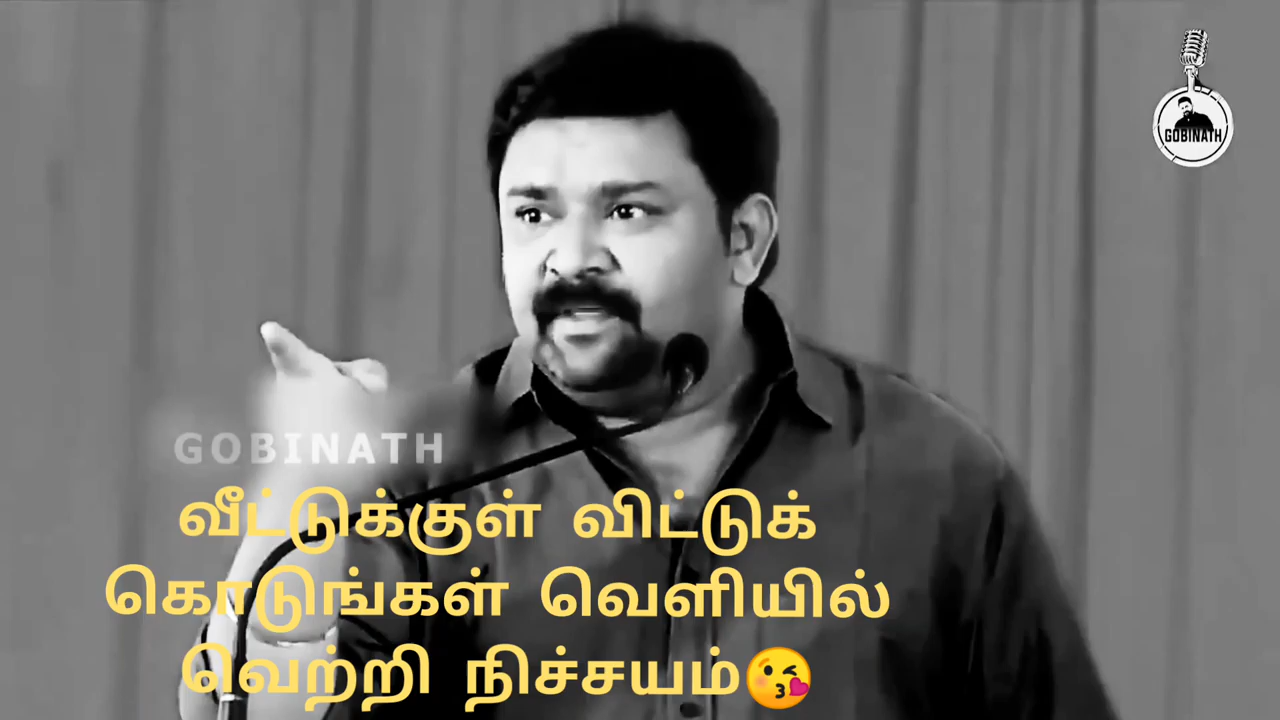 GOBINATH
GOBINATH
வீட்டுக்குள் விட்டுக்
கொடுங்கள் வெளியில்
வெற்றி நிச்சயம்😘